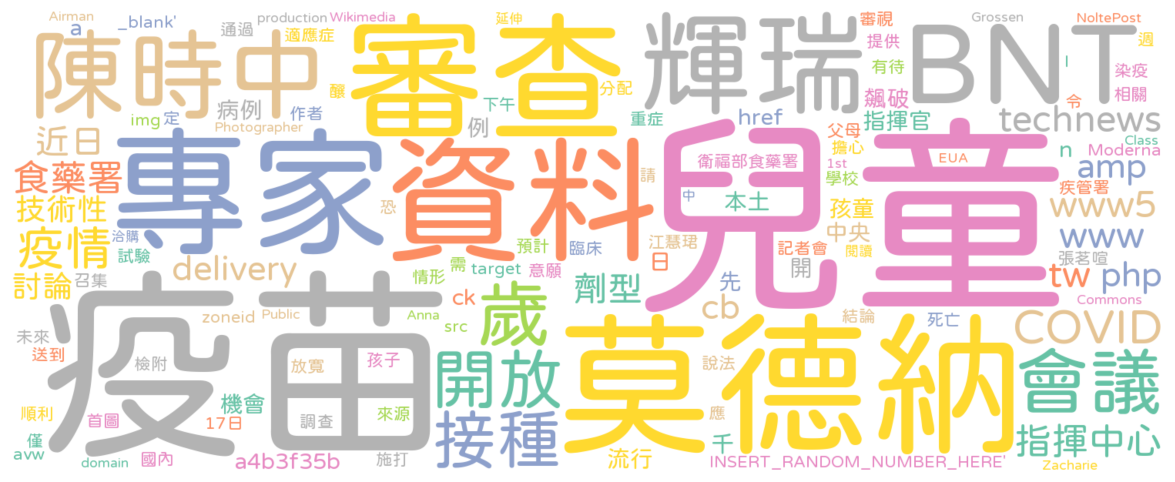 Airman
a
_blank'
通過
production
Wikimedia
適應症
延伸
審視
Grossen
NoltePost
週
陳時中
審查
輝瑞
提供
BNT
l
染疫
有待
相關
病例
釀
下午
分配
飆破
令
img
定
作者
例
重症
href
父母
指揮官
technews
Photographer
近日
擔心
Class
專家
資料
兒童
衛福部食藥署
EUA
n
Moderna
1st
食藥署
學校
疾管署
amp
請
技術性
恐
中
本土
孩童
www5
疫情
洽購
江慧珺
中央
www
試驗
預計
臨床
記者會
閱讀
張茗喧
討論
召集
delivery
情形
需
target
意願
日
開
tw
php
先
劑型
疫苗
ck
歲
cb
Commons
zoneid
Public
Anna
src
結論
死亡
COVID
未來
送到
檢附
放寬
孩子
開放
莫德納
說法
會議
順利
首圖
機會
調查
來源
17日
接種
應
指揮中心
僅
千
avw
domain
國內
a4b3f35b
施打
流行
INSERT_RANDOM_NUMBER_HERE'
Zacharie